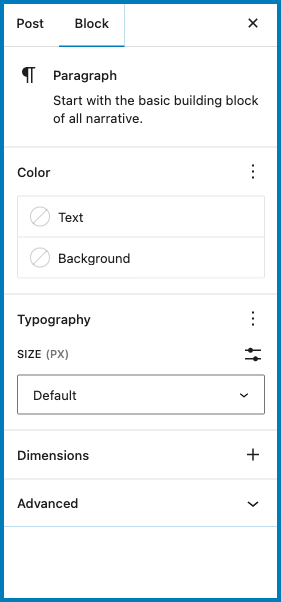 Post Block
Paragraph
Start with the basic building block
of all narrative.
Color
Text
Background
Typography
SIZE (PX)
Default
Dimensions
Advanced